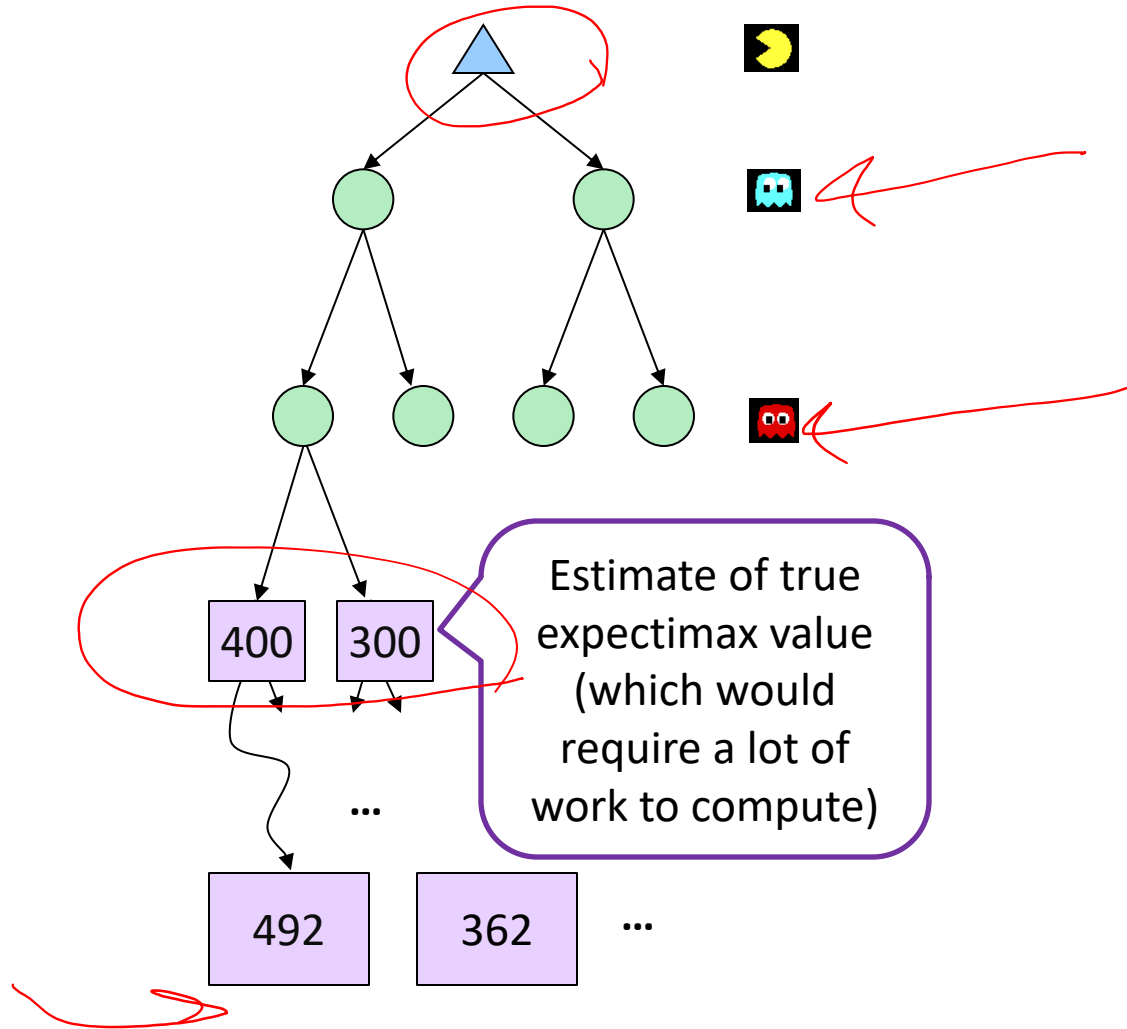 400
300
Estimate of true
expectimax value
(which would
require a lot of
work to compute)
...
492
362
...